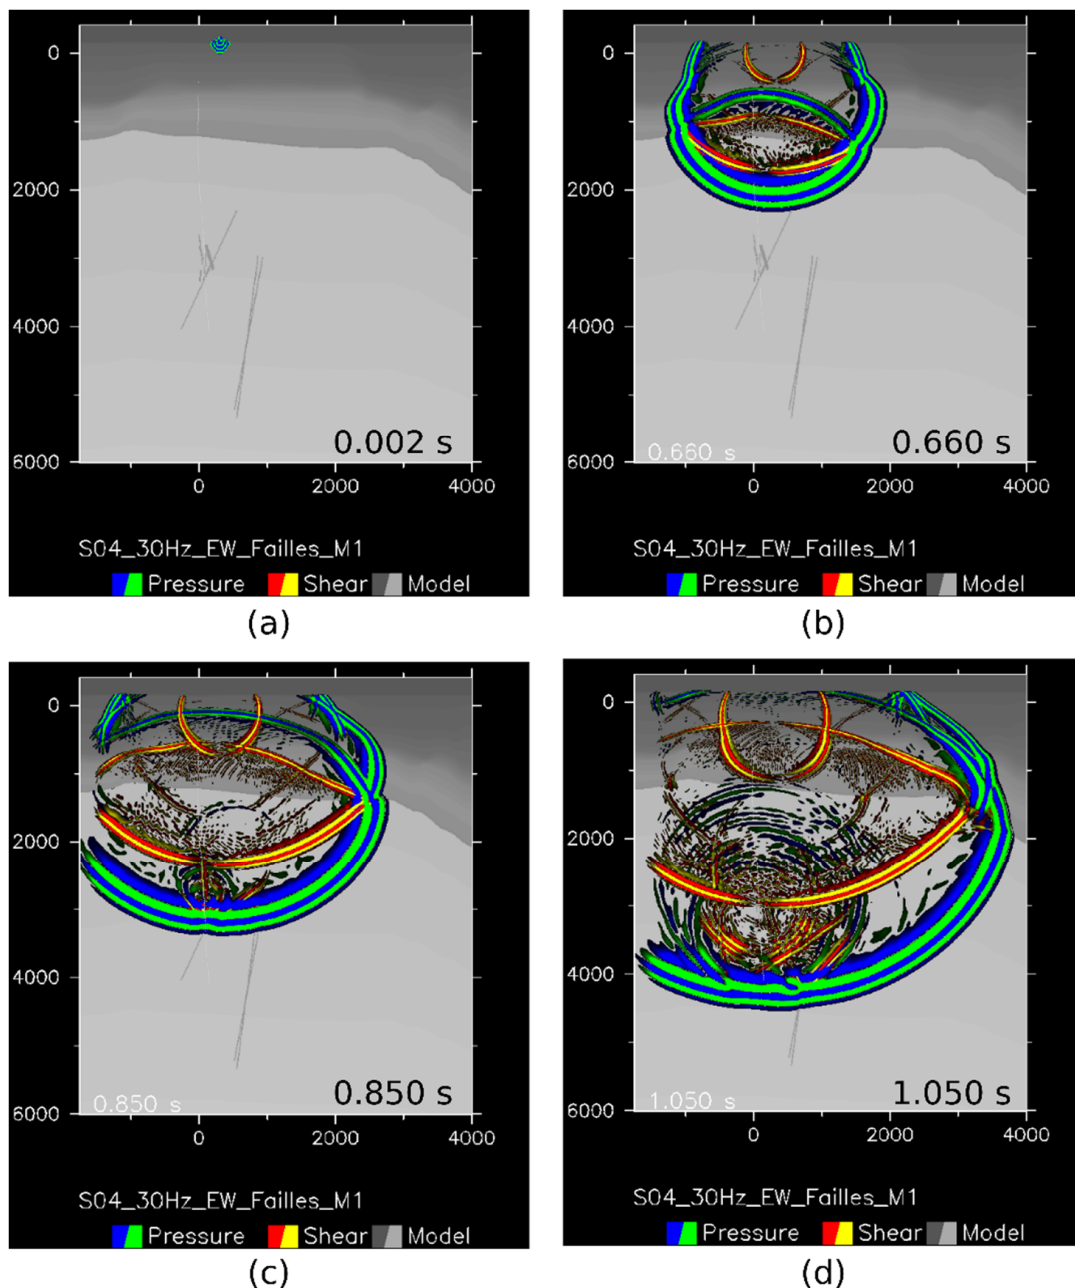 0
2000
4000
6000
0.002 s
0 2000 4000
S04_30Hz_EW_Failles_M1
Pressure Shear Model
(a)
0
2000
4000
6000
0.660 s 0.660 s
0 2000 4000
S04_30Hz_EW_Failles_M1
Pressure Shear Model
(b)
0
2000
4000
6000
0.850 s 0.850 s
0 2000 4000
S04_30Hz_EW_Failles_M1
Pressure Shear Model
(c)
0
2000
4000
6000
1.050 s 1.050 s
0 2000 4000
S04_30Hz_EW_Failles_M1
Pressure Shear Model
(d)